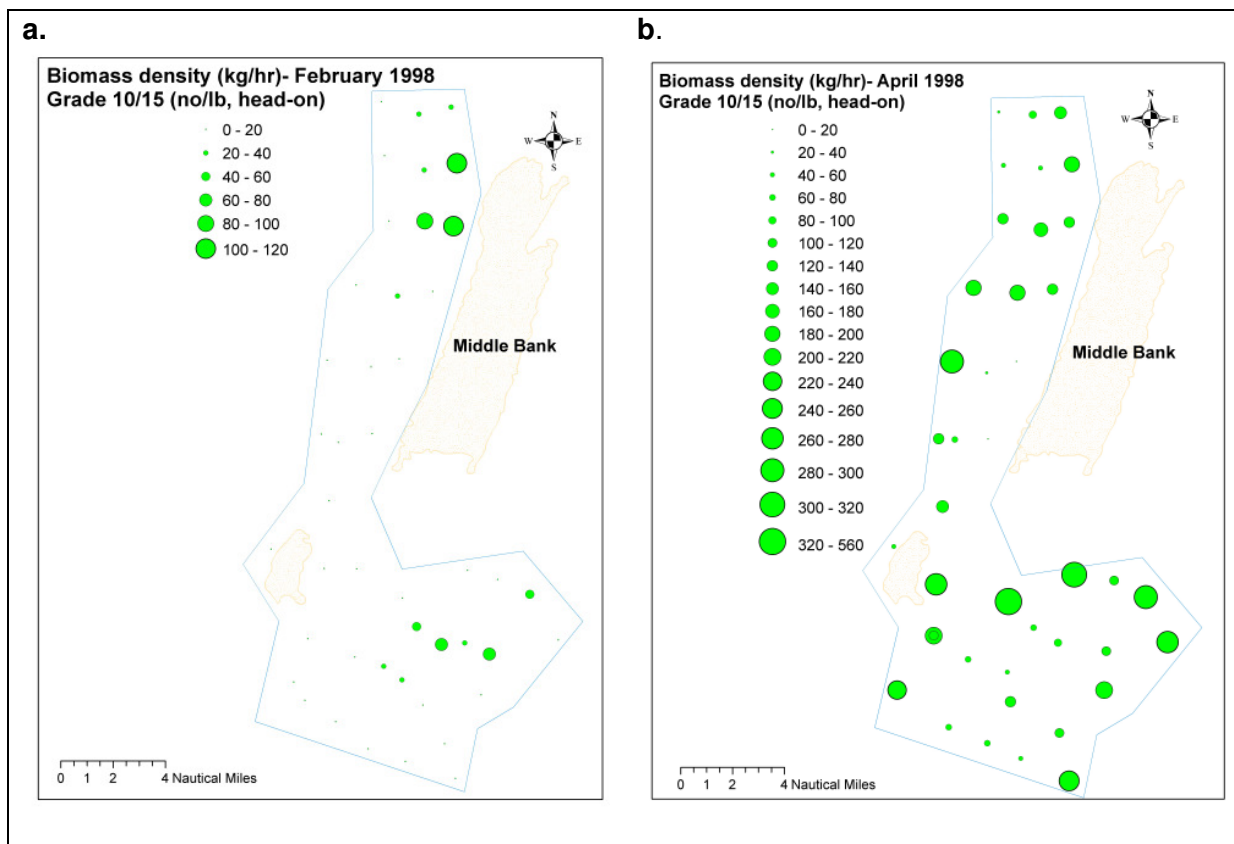 a.
Biomass density (kg/hr)- February 1998
Grade 10/15 (no/lb, head-on)
0 - 20
20 - 40
40 - 60
60 - 80
80 - 100
100 - 120
N
W E
S
Middle Bank
0 1 2 4 Nautical Miles
b.
Biomass density (kg/hr)- April 1998
Grade 10/15 (no/lb, head-on)
0 - 20
20 - 40
40 - 60
60 - 80
80 - 100
100 - 120
120 - 140
140 - 160
160 - 180
180 - 200
200 - 220
220 - 240
240 - 260
260 - 280
280 - 300
300 - 320
320 - 560
N
W E
S
Middle Bank
0 1 2 4 Nautical Miles